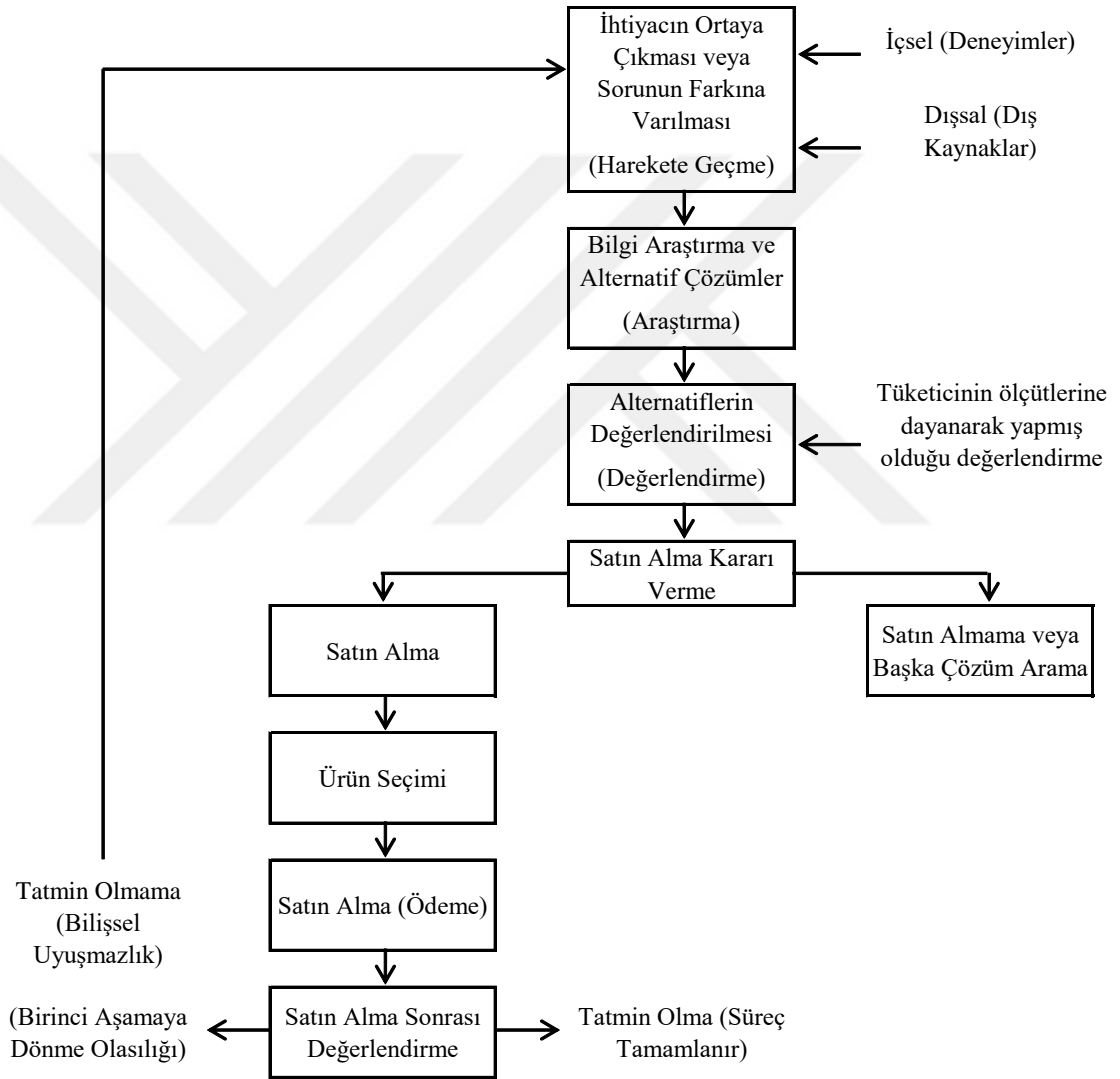 İhtiyacın Ortaya
Çıkması veya
Sorunun Farkına
Varılması
(Harekete Geçme)
İçsel (Deneyimler)
Dışsal (Dış
Kaynaklar)
Bilgi Araştırma ve
Alternatif Çözümler
(Araştırma)
Alternatiflerin
Değerlendirilmesi
(Değerlendirme)
Tüketicinin ölçütlerine
dayanarak yapmış
olduğu değerlendirme
Satın Alma Kararı
Verme
Satın Alma
Satın Almama veya
Başka Çözüm Arama
Ürün Seçimi
Satın Alma (Ödeme)
Tatmin Olmama
(Bilişsel
Uyuşmazlık)
(Birinci Aşamaya
Dönme Olasılığı)
Satın Alma Sonrası
Değerlendirme
Tatmin Olma (Süreç
Tamamlanır)